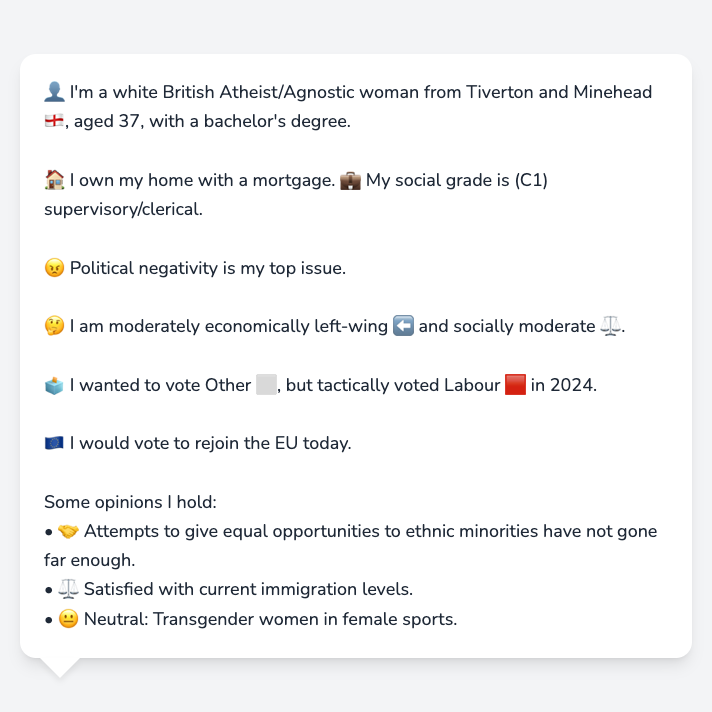 👤 I'm a white British Atheist/Agnostic woman from Tiverton and Minehead
🏴󠁧󠁢󠁥󠁮󠁧󠁿, aged 37, with a bachelor's degree.
🏠 I own my home with a mortgage. 💼 My social grade is (C1)
supervisory/clerical.
😠 Political negativity is my top issue.
🤔 I am moderately economically left-wing ⬅️ and socially moderate ⚖️.
🗳️ I wanted to vote Other ⬜, but tactically voted Labour 🟥 in 2024.
🇪🇺 I would vote to rejoin the EU today.
Some opinions I hold:
• 🤝 Attempts to give equal opportunities to ethnic minorities have not gone
far enough.
• ⚖️ Satisfied with current immigration levels.
• 😐 Neutral: Transgender women in female sports.